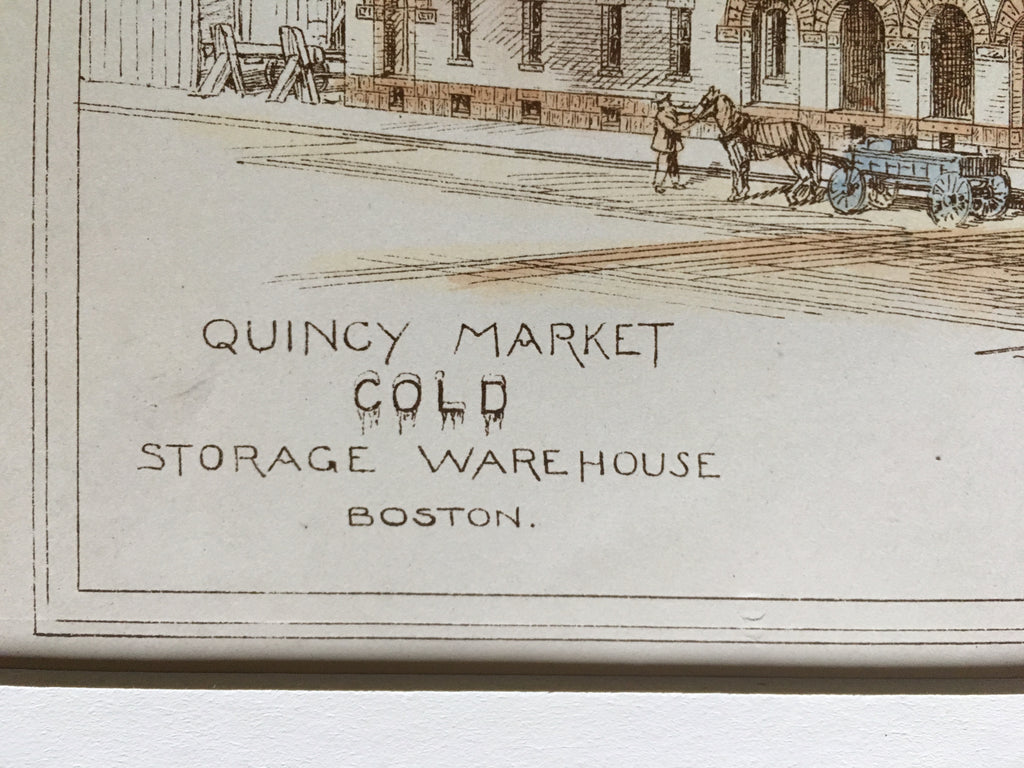 QUINCY MARKET
COLD
STORAGE WAREHOUSE
BOSTON.